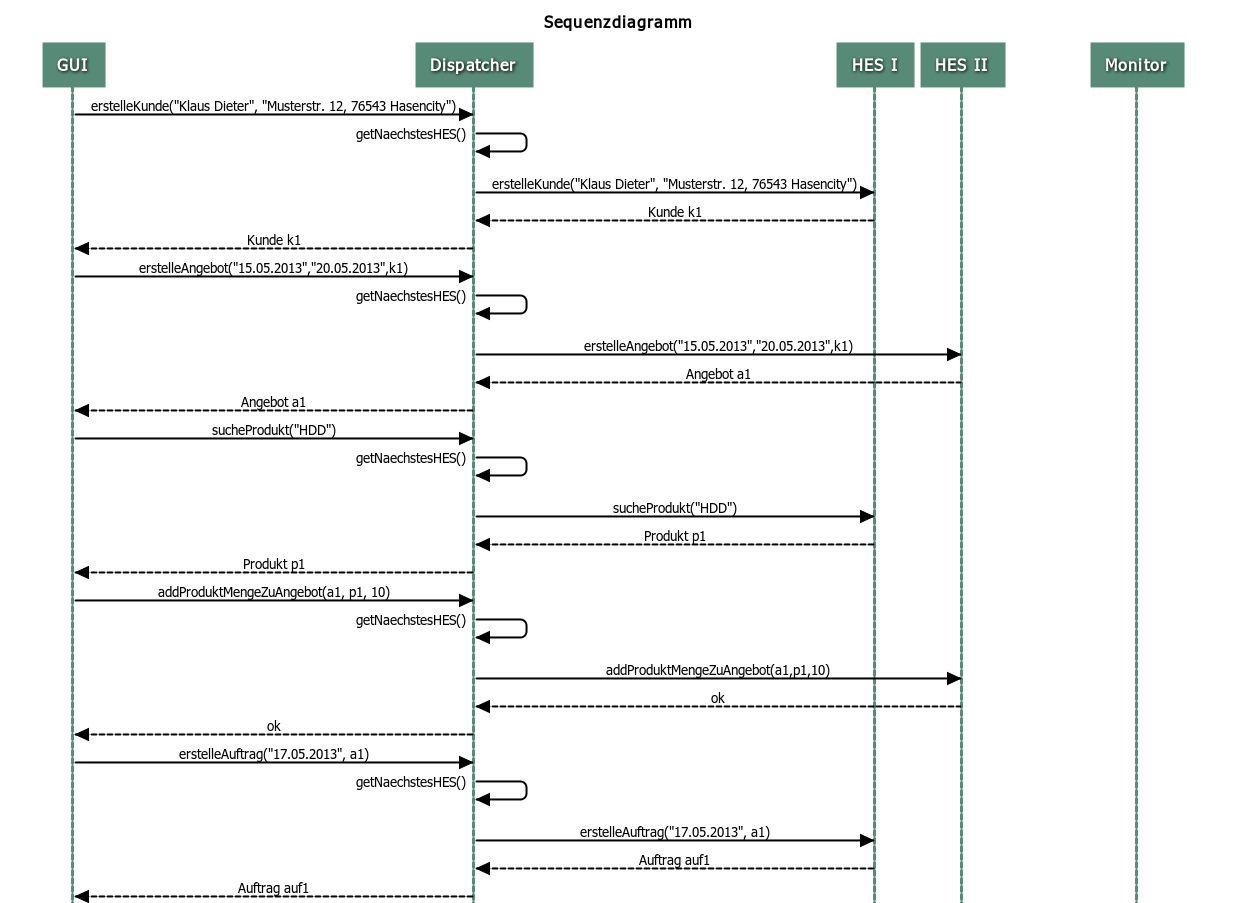 Sequenzdiagramm
GUI
Dispatcher
HES I
HES II
Monitor
erstelleKunde("Klaus Dieter", "Musterstr. 12, 76543 Hasencity")
getNaechstesHES()
erstelleKunde("Klaus Dieter", "Musterstr. 12, 76543 Hasencity")
Kunde k1
Kunde k1
erstelleAngebot("15.05.2013","20.05.2013",k1)
getNaechstesHES()
erstelleAngebot("15.05.2013","20.05.2013",k1)
Angebot a1
Angebot a1
sucheProdukt("HDD")
getNaechstesHES()
sucheProdukt("HDD")
Produkt p1
Produkt p1
addProduktMengeZuAngebot(a1, p1, 10)
getNaechstesHES()
addProduktMengeZuAngebot(a1,p1,10)
ok
ok
erstelleAuftrag("17.05.2013", a1)
getNaechstesHES()
erstelleAuftrag("17.05.2013", a1)
Auftrag auf1
Auftrag auf1